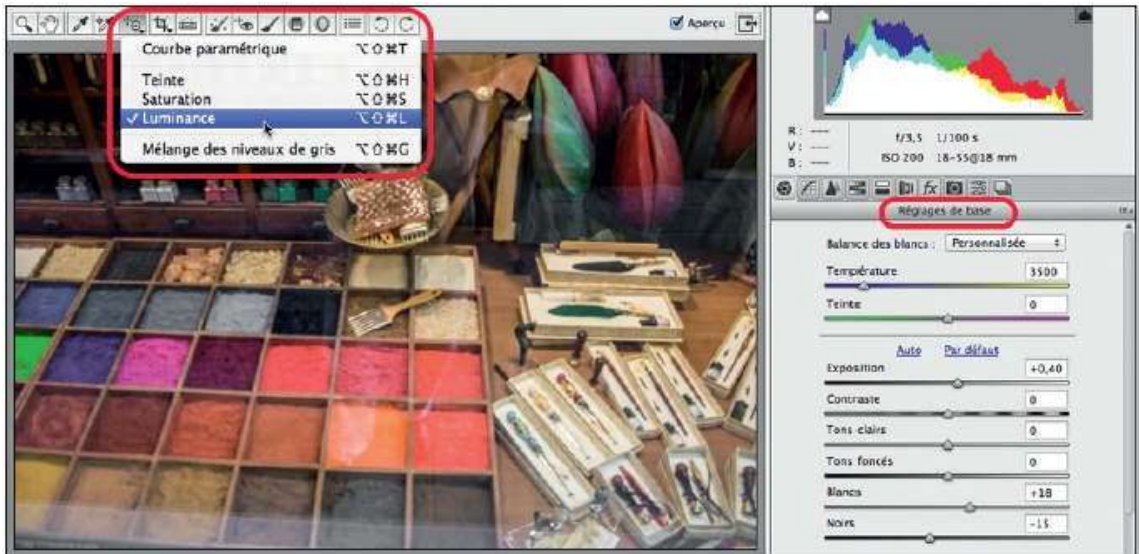 Aperçu
Courbe paramétrique ⌥⇧⌘T
Teinte ⌥⇧⌘H
Saturation ⌥⇧⌘S
✓ Luminance ⌥⇧⌘L
Mélange des niveaux de gris ⌥⇧⌘G
R : ---
V : ---
B : ---
f/3,5 1/100 s
ISO 200 18-55@18 mm
fx
Réglages de base
Balance des blancs : Personnalisée
Température 3500
Teinte 0
Auto Par défaut
Exposition +0,40
Contraste 0
Tons clairs 0
Tons foncés 0
Blancs +18
Noirs -15